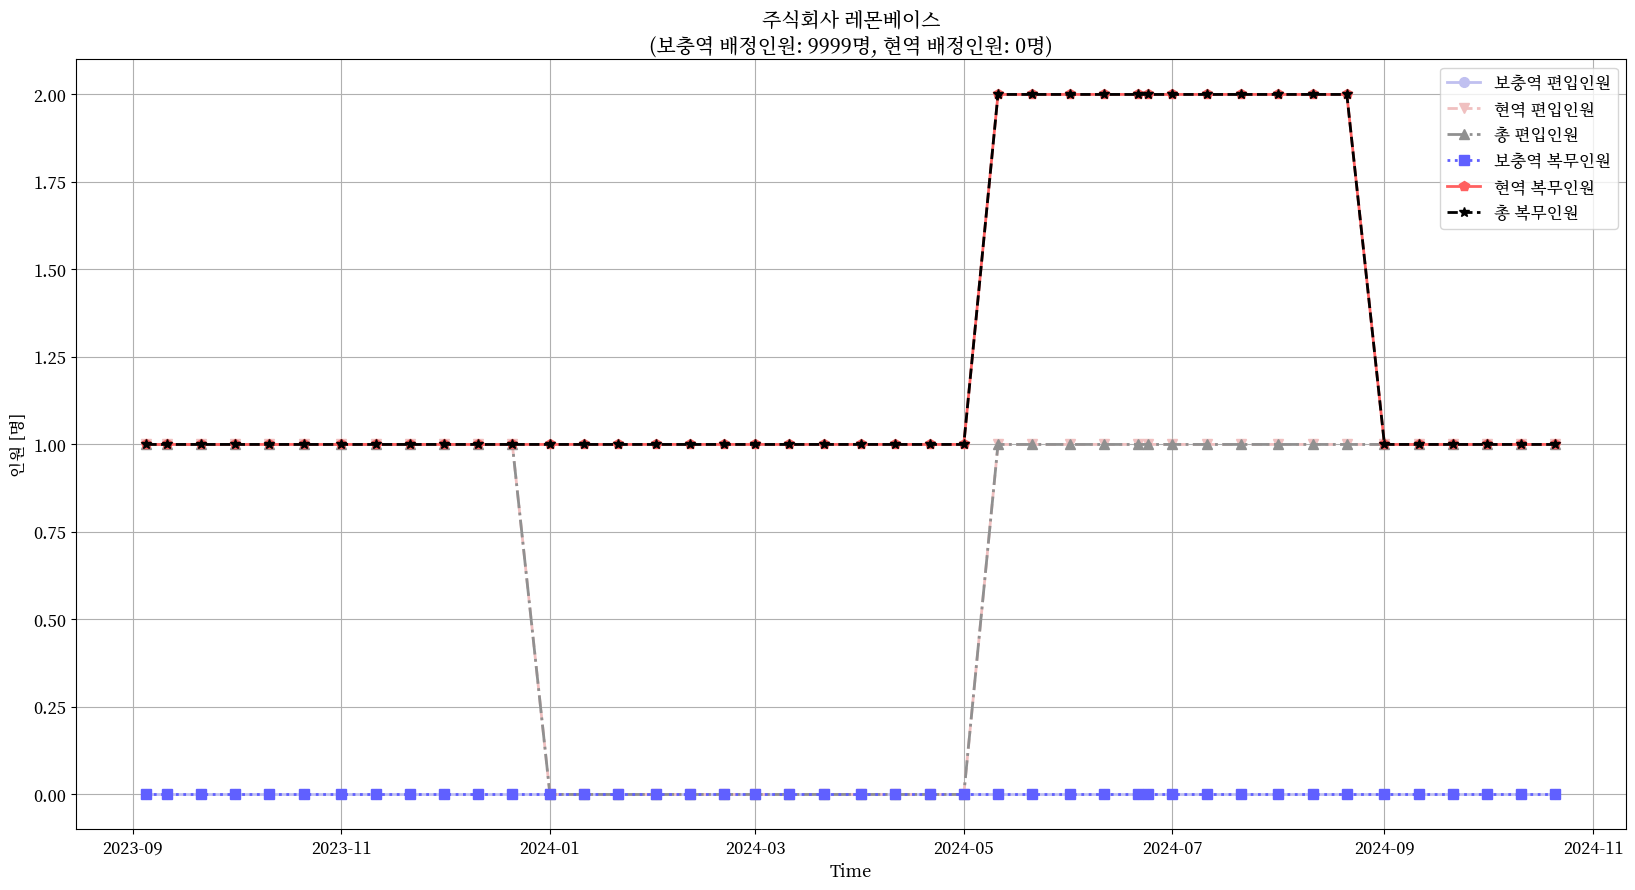 주식회사 레몬베이스
(보충역 배정인원: 9999명, 현역 배정인원: 0명)
보충역 편입인원
현역 편입인원
총 편입인원
보충역 복무인원
현역 복무인원
총 복무인원
인원 [명]
2.00
1.75
1.50
1.25
1.00
0.75
0.50
0.25
0.00
2023-09
2023-11
2024-01
2024-03
2024-05
2024-07
2024-09
2024-11
Time